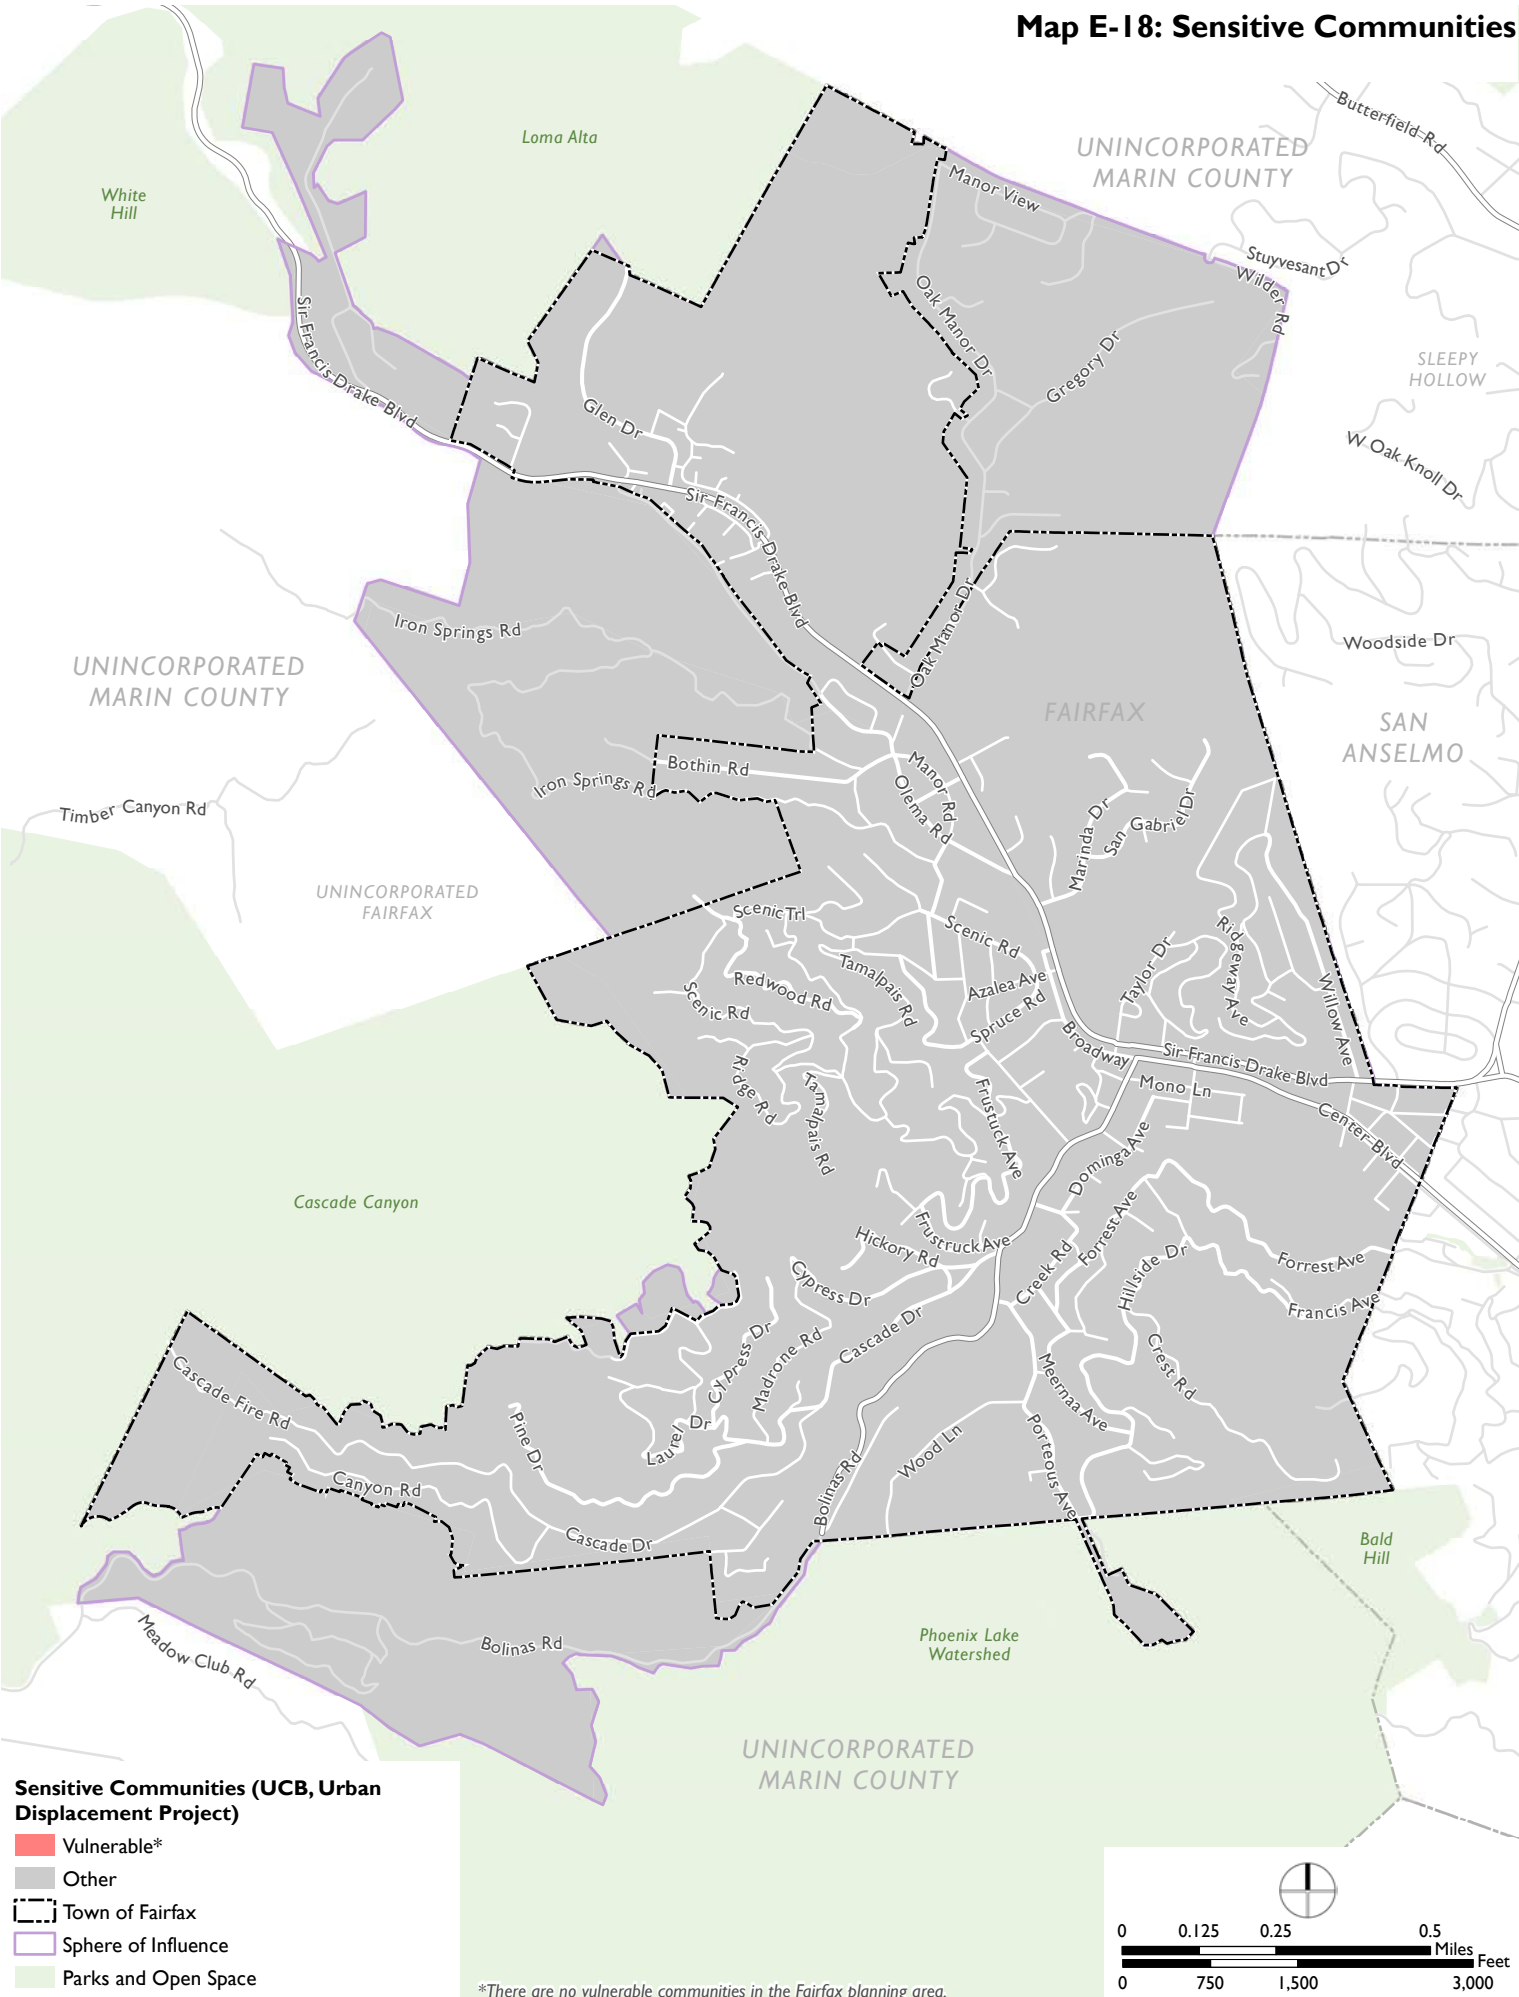 Map E-18: Sensitive Communities
Butterfield Rd
UNINCORPORATED
MARIN COUNTY
Loma Alta
White
Hill
Manor View
Stuyvesant Dr
Wilder Rd
Sir Francis Drake Blvd
Oak Manor Dr
Gregory Dr
SLEEPY
HOLLOW
Glen Dr
W Oak Knoll Dr
Sir Francis Drake Blvd
Iron Springs Rd
Oak Manor Dr
Woodside Dr
UNINCORPORATED
MARIN COUNTY
FAIRFAX
SAN
ANSELMO
Bothin Rd
Iron Springs Rd
Manor Rd
Olema Rd
Timber Canyon Rd
Marinda Dr
San Gabriel Dr
UNINCORPORATED
FAIRFAX
Scenic Trl
Scenic Rd
Ridgeway Ave
Taylor Dr
Tamalpais Rd
Redwood Rd
Azalea Ave
Willow Ave
Scenic Rd
Spruce Rd
Broadway
Sir Francis Drake Blvd
Ridge Rd
Tamalpais Rd
Frustuck Ave
Mono Ln
Center Blvd
Dominga Ave
Cascade Canyon
Forrest Ave
Frustruck Ave
Hickory Rd
Creek Rd
Hillside Dr
Forrest Ave
Cypress Dr
Francis Ave
Cascade Dr
Cypress Dr
Madrone Rd
Crest Rd
Cascade Fire Rd
Meernaa Ave
Pine Dr
Laurel Dr
Wood Ln
Porteous Ave
Canyon Rd
Bolinas Rd
Cascade Dr
Bald
Hill
Meadow Club Rd
Bolinas Rd
Phoenix Lake
Watershed
UNINCORPORATED
MARIN COUNTY
Sensitive Communities (UCB, Urban
Displacement Project)
Vulnerable*
Other
Town of Fairfax
Sphere of Influence
Parks and Open Space
*There are no vulnerable communities in the Fairfax planning area.
0 0.125 0.25 0.5
Miles
Feet
0 750 1,500 3,000